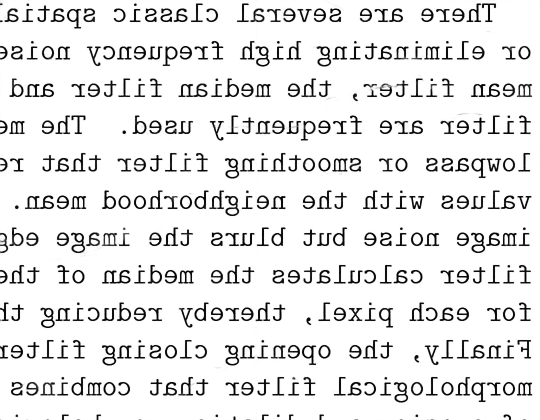 There are several classic spatial
or eliminating high frequency noise
mean filter, the median filter and
filter are frequently used. The me
lowpass or smoothing filter that re
values with the neighborhood mean.
image noise but blurs the image edg
filter calculates the median of the
for each pixel, thereby reducing th
Finally, the opening closing filter
morphological filter that combines